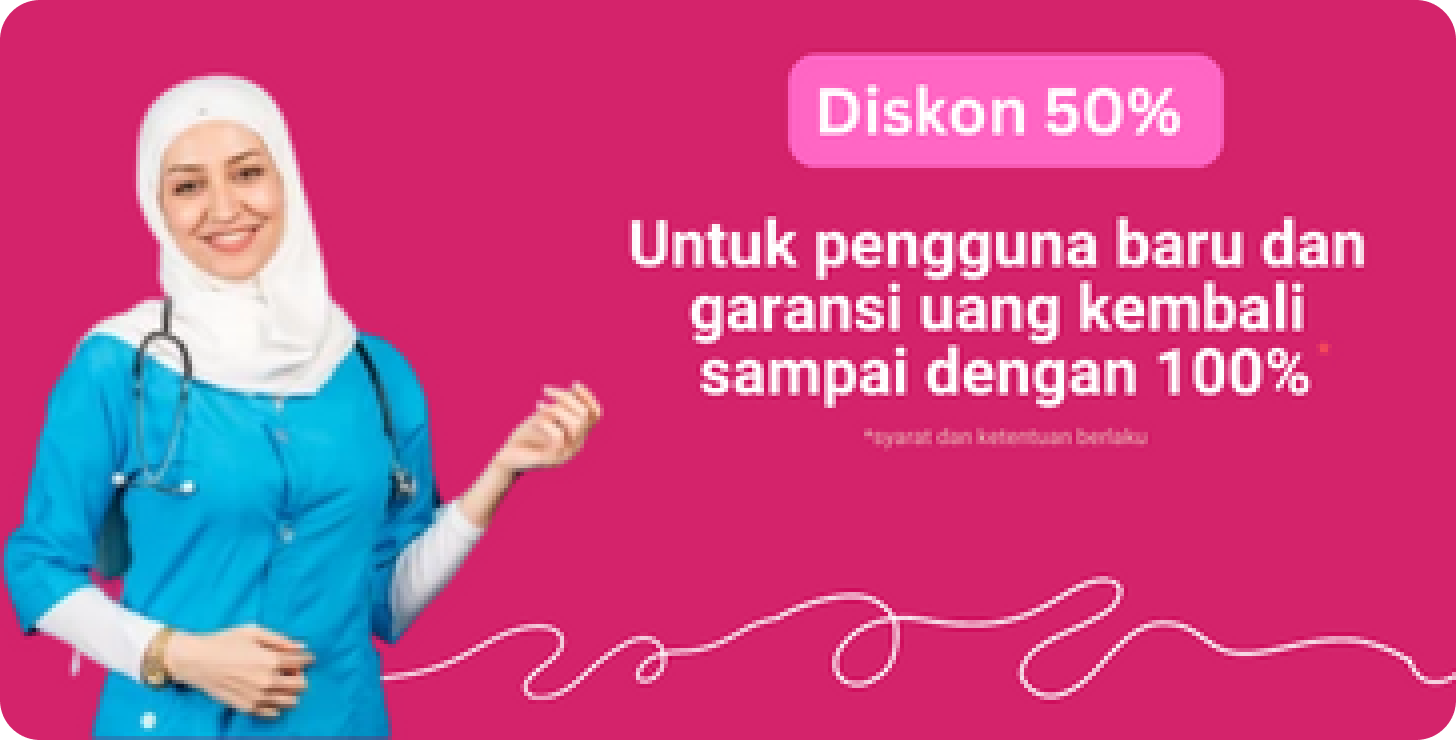 Diskon 50%
Untuk pengguna baru dan
garansi uang kembali
sampai dengan 100%*
*syarat dan ketentuan berlaku